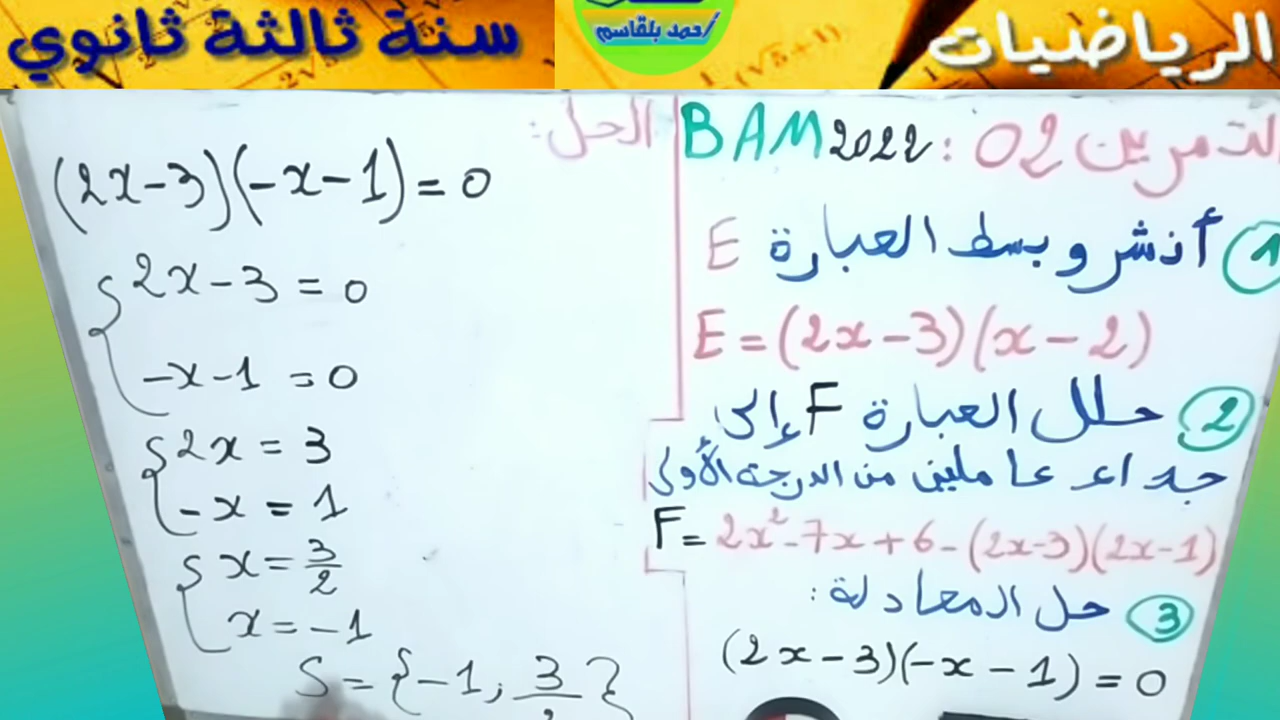 الرياضيات
أحمد بلقاسم
سنة ثالثة ثانوي
التمرين 02 : BAM 2022
1 أنشر و بسط العبارة E
E = (2x - 3)(x - 2)
2 حلل العبارة F إلى
جداء عاملين من الدرجة الأولى
F = 2x² - 7x + 6 - (2x-3)(2x-1)
3 حل المعادلة :
(2x - 3)(-x - 1) = 0
الحل:
(2x-3)(-x-1) = 0
2x - 3 = 0
-x-1 = 0
2x = 3
-x = 1
x = 3/2
x = -1
S = {-1 ; 3/2}